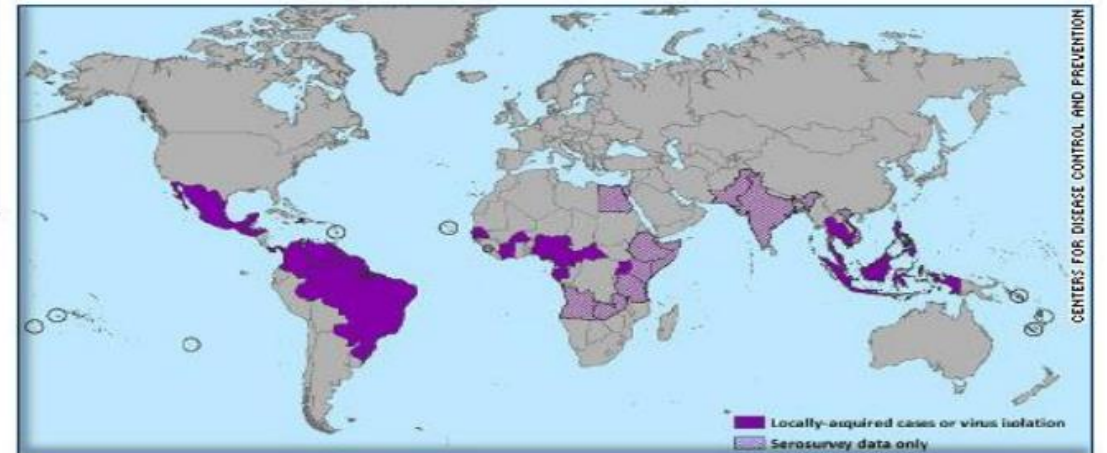 CENTERS FOR DISEASE CONTROL AND PREVENTION
Locally-acquired cases or virus isolation
Serosurvey data only